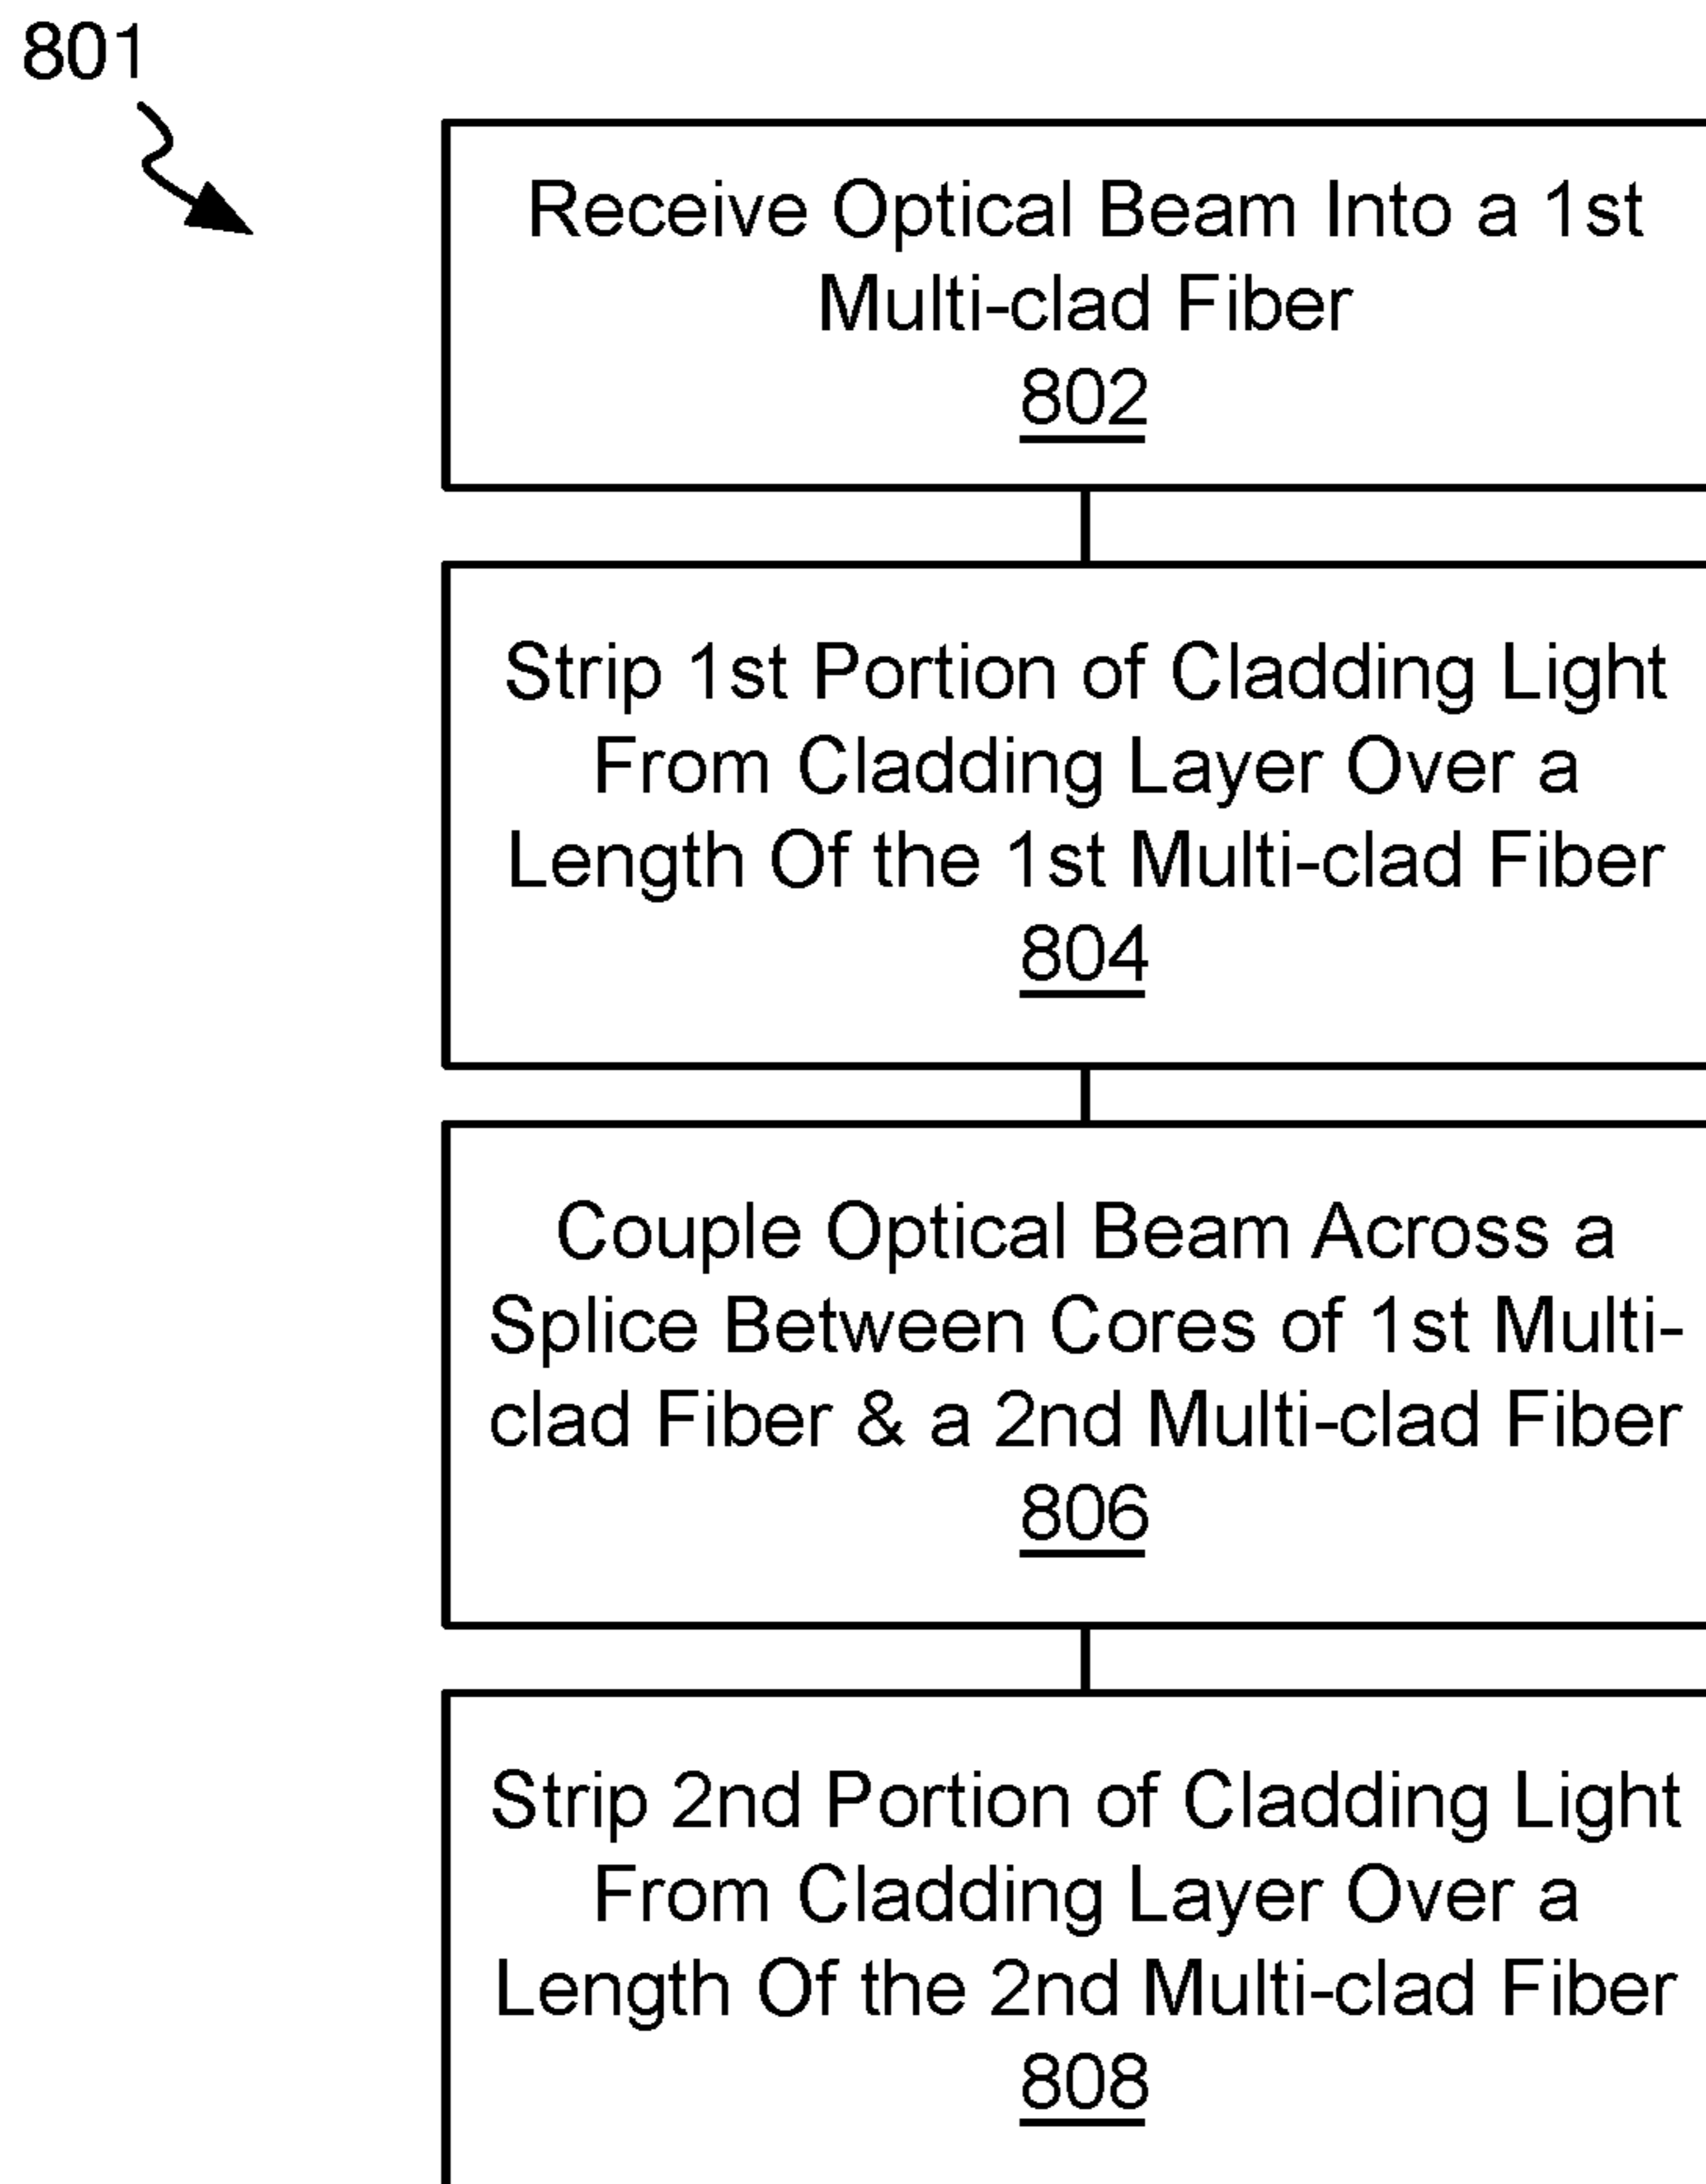 801
Receive Optical Beam Into a 1st
Multi-clad Fiber
802
Strip 1st Portion of Cladding Light
From Cladding Layer Over a
Length Of the 1st Multi-clad Fiber
804
Couple Optical Beam Across a
Splice Between Cores of 1st Multi-
clad Fiber & a 2nd Multi-clad Fiber
806
Strip 2nd Portion of Cladding Light
From Cladding Layer Over a
Length Of the 2nd Multi-clad Fiber
808